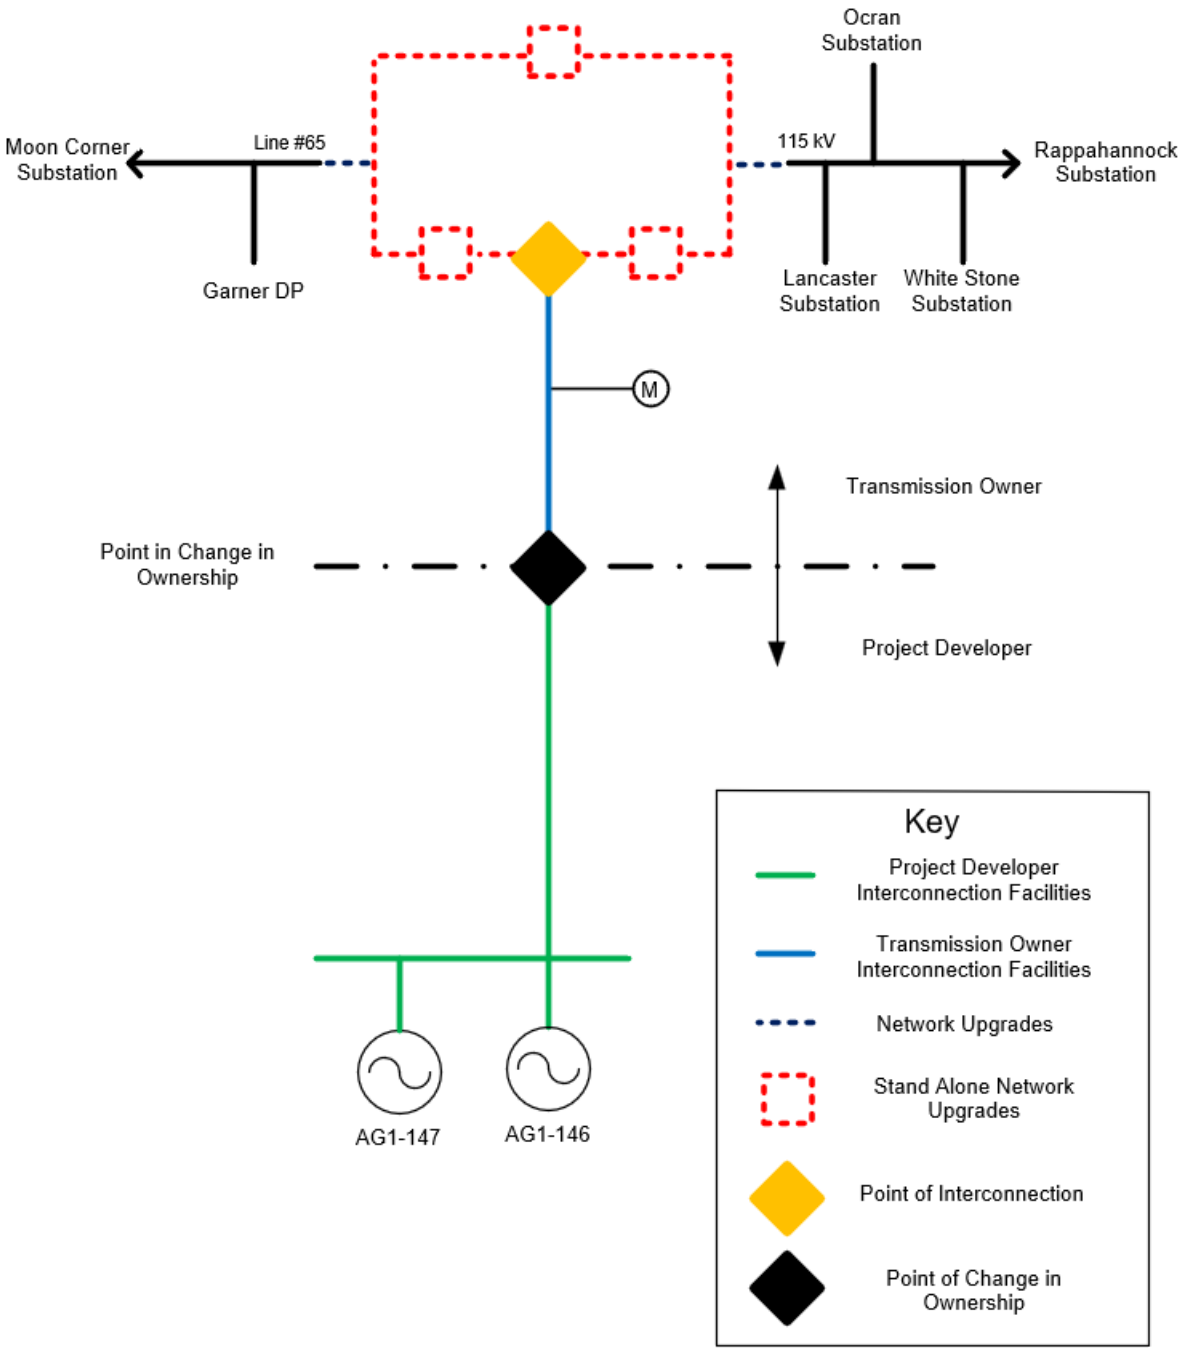 Ocran
Substation
Moon Corner
Substation
Line #65
115 kV
Rappahannock
Substation
Garner DP
Lancaster
Substation
White Stone
Substation
M
Transmission Owner
Point in Change in
Ownership
Project Developer
Key
Project Developer
Interconnection Facilities
Transmission Owner
Interconnection Facilities
Network Upgrades
Stand Alone Network
Upgrades
Point of Interconnection
Point of Change in
Ownership
AG1-147
AG1-146